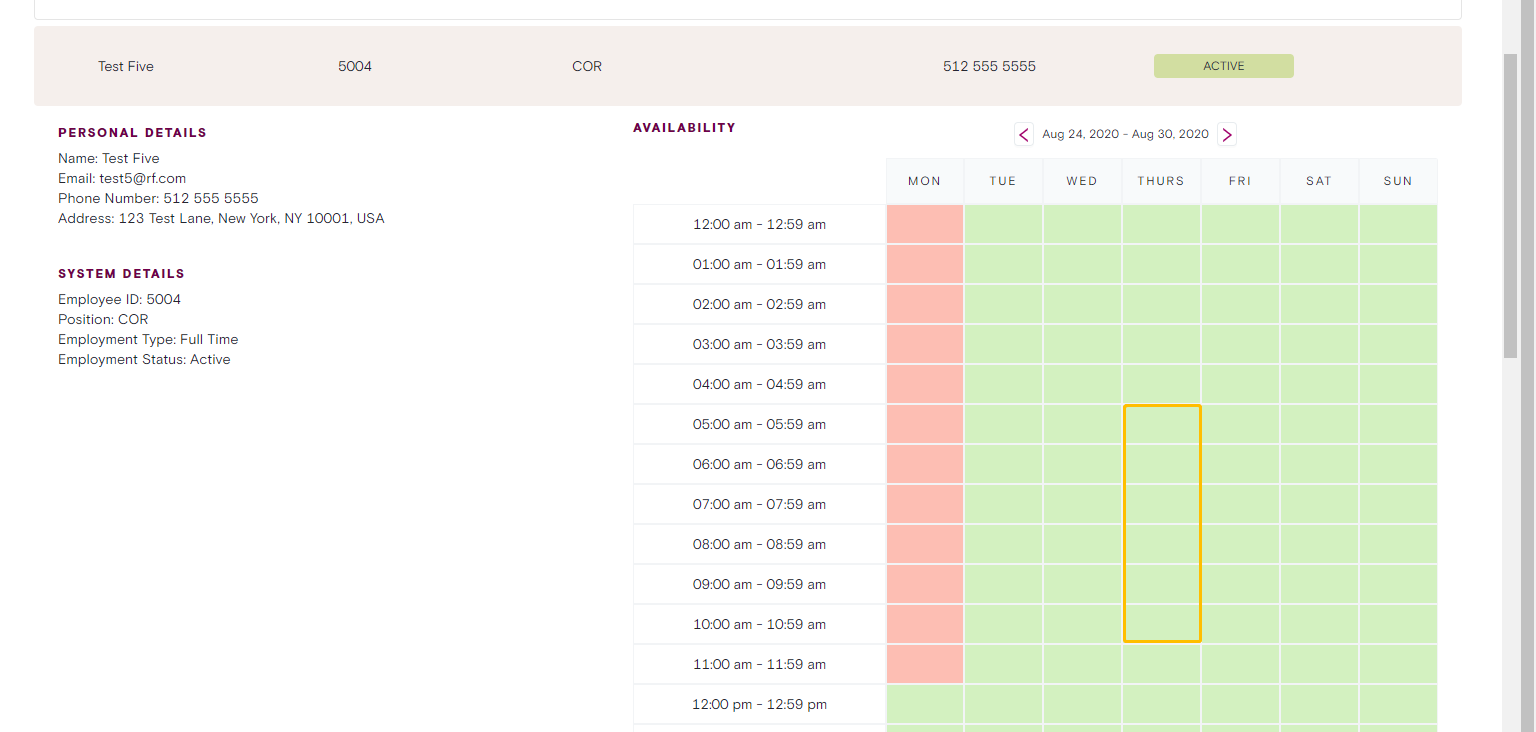 Test Five 5004 COR 512 555 5555 ACTIVE
PERSONAL DETAILS
Name: Test Five
Email: test5@rf.com
Phone Number: 512 555 5555
Address: 123 Test Lane, New York, NY 10001, USA
SYSTEM DETAILS
Employee ID: 5004
Position: COR
Employment Type: Full Time
Employment Status: Active
AVAILABILITY
Aug 24, 2020 - Aug 30, 2020
MON TUE WED THURS FRI SAT SUN
12:00 am - 12:59 am
01:00 am - 01:59 am
02:00 am - 02:59 am
03:00 am - 03:59 am
04:00 am - 04:59 am
05:00 am - 05:59 am
06:00 am - 06:59 am
07:00 am - 07:59 am
08:00 am - 08:59 am
09:00 am - 09:59 am
10:00 am - 10:59 am
11:00 am - 11:59 am
12:00 pm - 12:59 pm